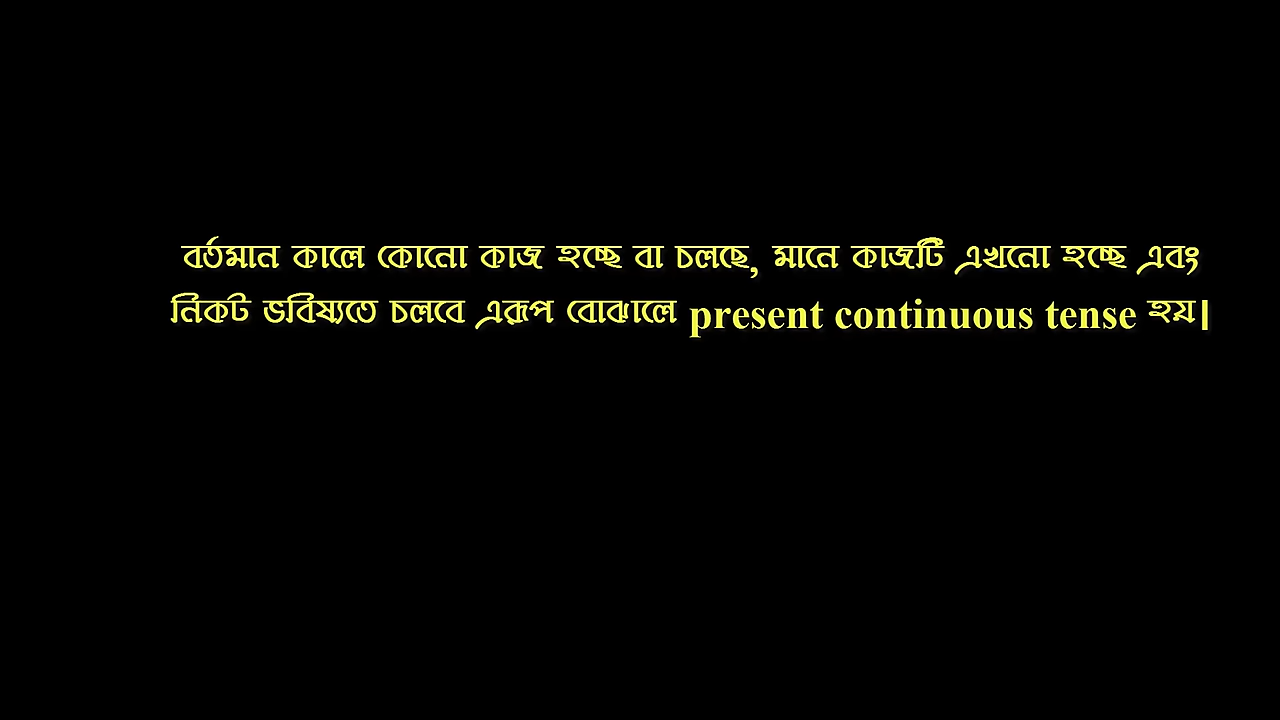 বর্তমান কালে কোনো কাজ হচ্ছে বা চলছে, মানে কাজটি এখনো হচ্ছে এবং
নিকট ভবিষ্যতে চলবে এরূপ বোঝালে present continuous tense হয়।